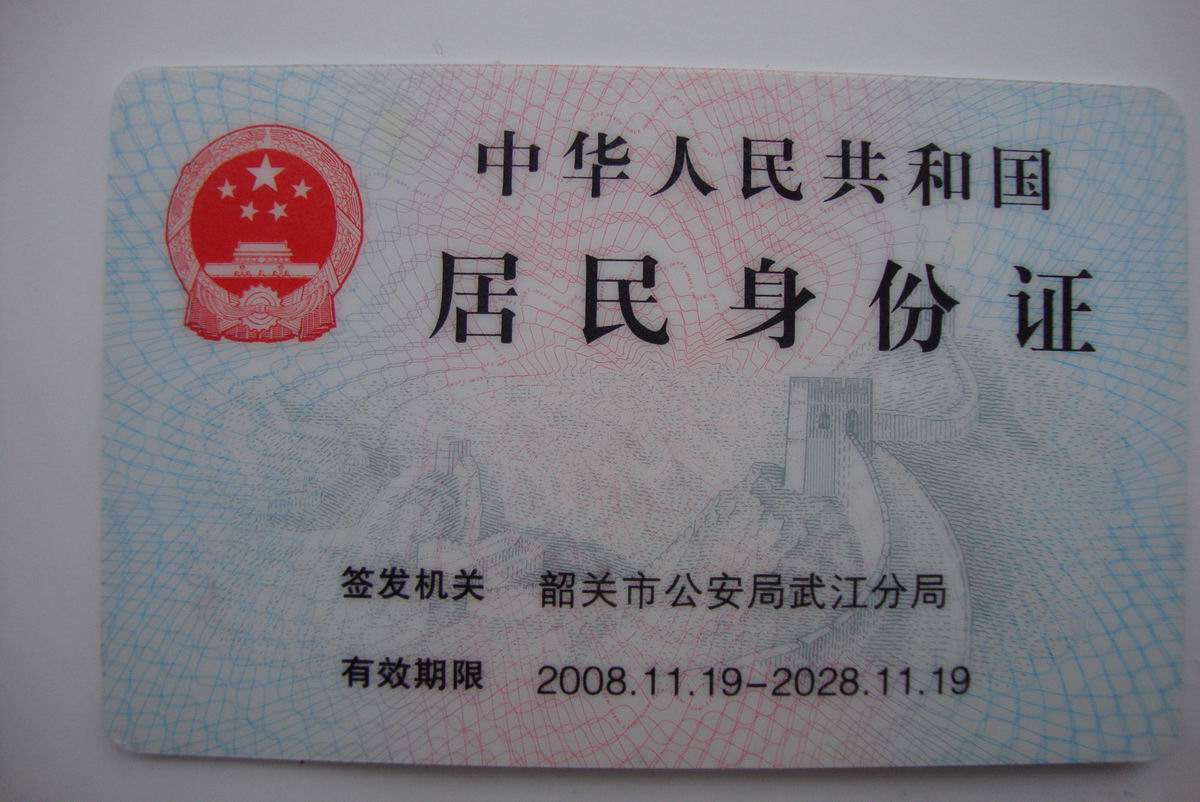 中华人民共和国
居民身份证
签发机关 韶关市公安局武江分局
有效期限 2008.11.19-2028.11.19